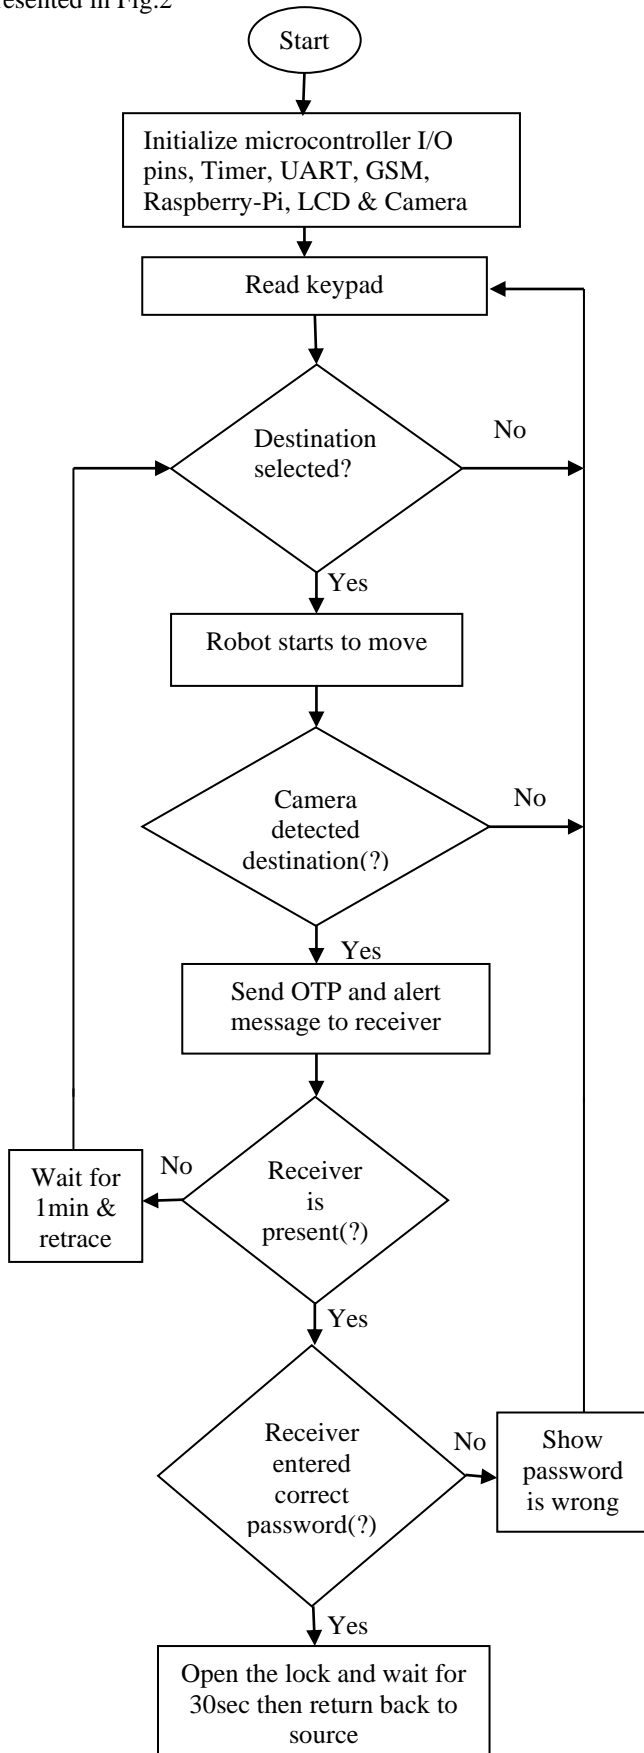 presented in Fig.2
Start
Initialize microcontroller I/O
pins, Timer, UART, GSM,
Raspberry-Pi, LCD & Camera
Read keypad
Destination
selected?
No
Yes
Robot starts to move
Camera
detected
destination(?)
No
Yes
Send OTP and alert
message to receiver
Receiver
is
present(?)
No
Wait for
1min &
retrace
Yes
Receiver
entered
correct
password(?)
No
Show
password
is wrong
Yes
Open the lock and wait for
30sec then return back to
source